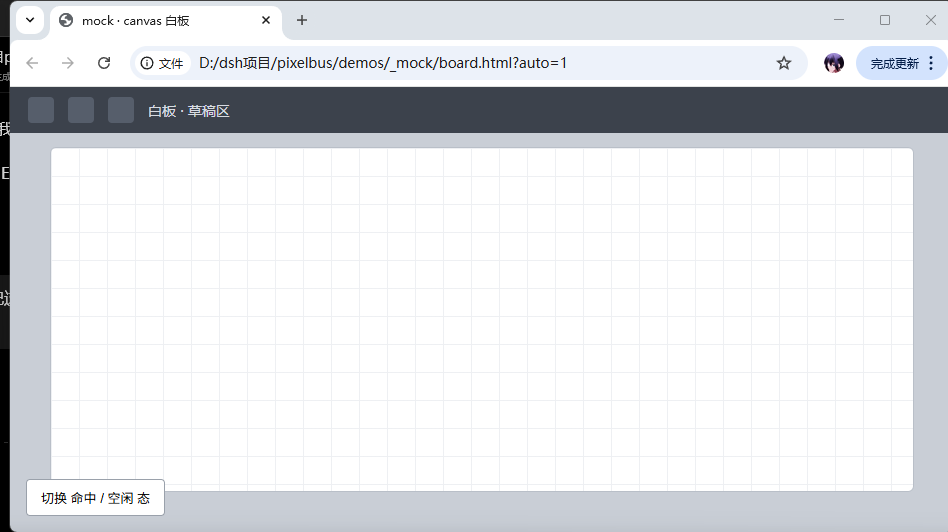 mock · canvas 白板
文件
D:/dsh项目/pixelbus/demos/_mock/board.html?auto=1
完成更新
白板 · 草稿区
我
E
切换 命中 / 空闲 态